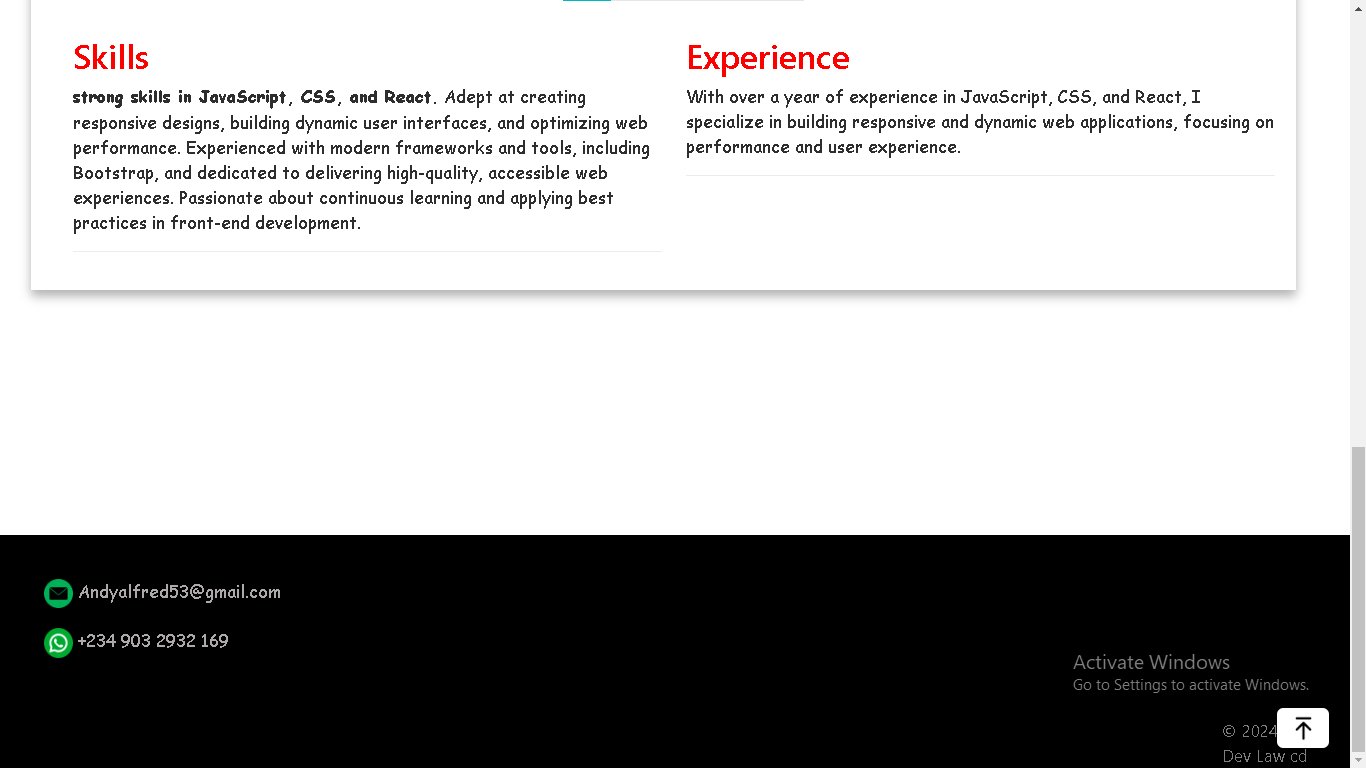 Skills
strong skills in JavaScript, CSS, and React. Adept at creating
responsive designs, building dynamic user interfaces, and optimizing web
performance. Experienced with modern frameworks and tools, including
Bootstrap, and dedicated to delivering high-quality, accessible web
experiences. Passionate about continuous learning and applying best
practices in front-end development.
Experience
With over a year of experience in JavaScript, CSS, and React, I
specialize in building responsive and dynamic web applications, focusing on
performance and user experience.
Andyalfred53@gmail.com
+234 903 2932 169
Activate Windows
Go to Settings to activate Windows.
© 2024
Dev Law cd